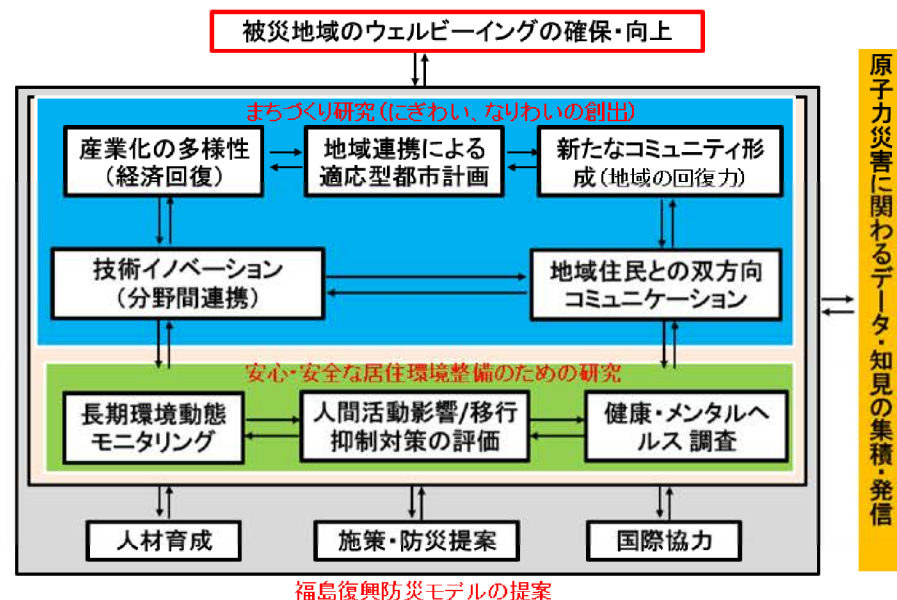 被災地域のウェルビーイングの確保・向上
まちづくり研究(にぎわい、なりわいの創出)
産業化の多様性
(経済回復)
地域連携による
適応型都市計画
新たなコミュニティ形
成(地域の回復力)
技術イノベーション
(分野間連携)
地域住民との双方向
コミュニケーション
安心・安全な居住環境整備のための研究
長期環境動態
モニタリング
人間活動影響/移行
抑制対策の評価
健康・メンタルヘ
ルス 調査
人材育成
施策・防災提案
国際協力
福島復興防災モデルの提案
原子力災害に関わるデータ・知見の集積・発信